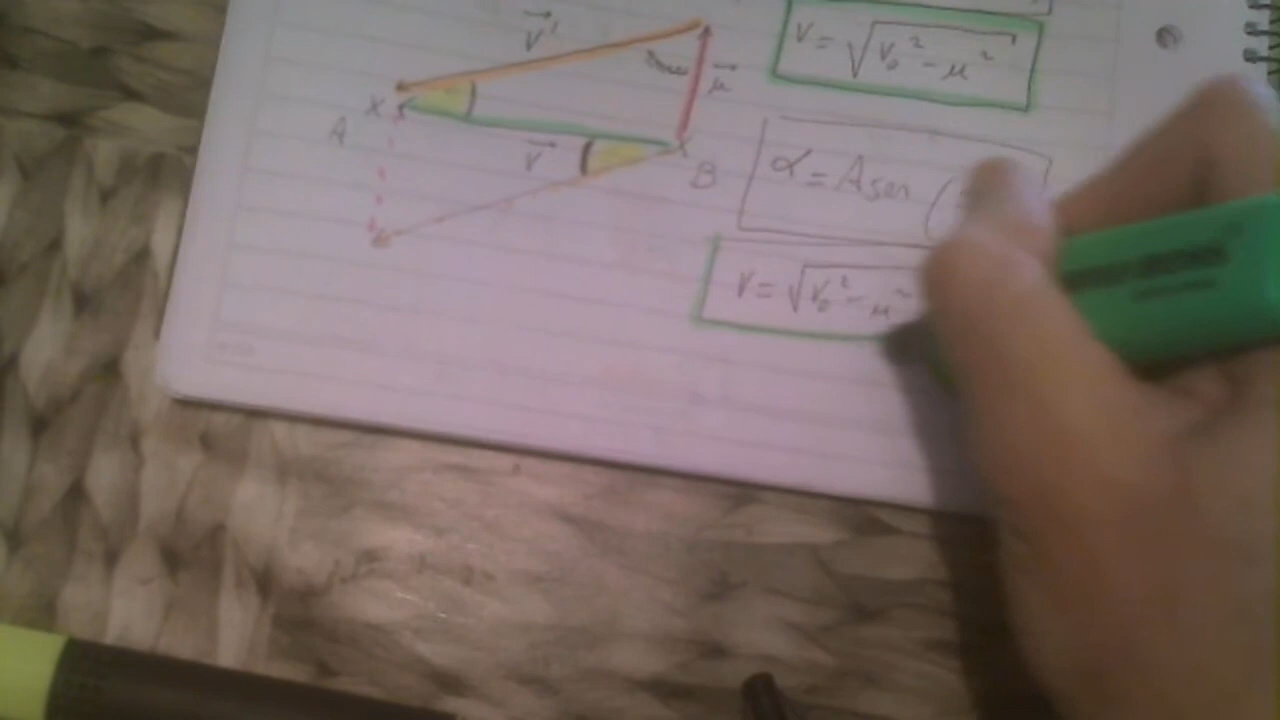 v⃗'
V = √(V₀² - μ²)
μ⃗
x
A
v⃗
B
α = Asen (
V = √(V₀² - μ²